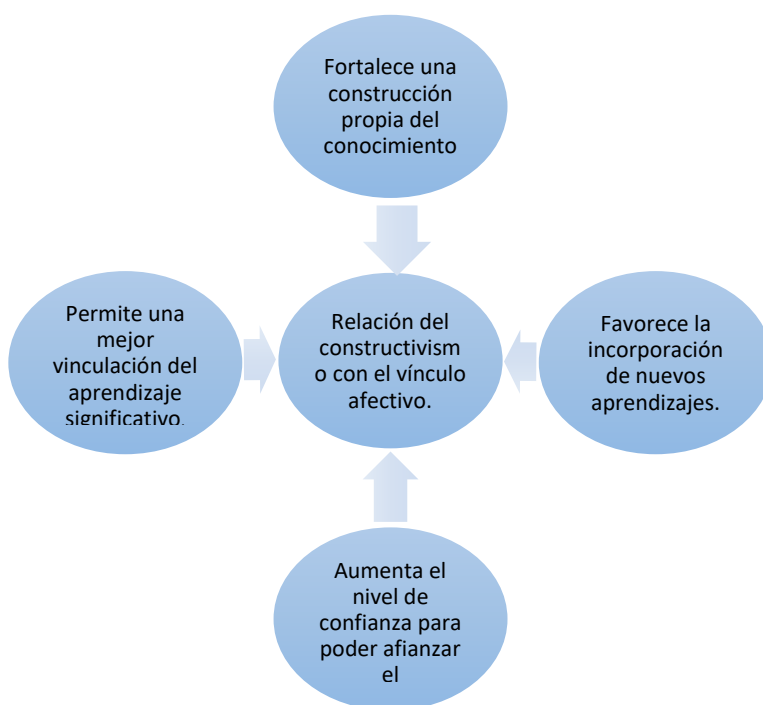 Fortalece una
construcción
propia del
conocimiento
Permite una
mejor
vinculación del
aprendizaje
significativo.
Relación del
constructivism
o con el vínculo
afectivo.
Favorece la
incorporación
de nuevos
aprendizajes.
Aumenta el
nivel de
confianza para
poder afianzar
el